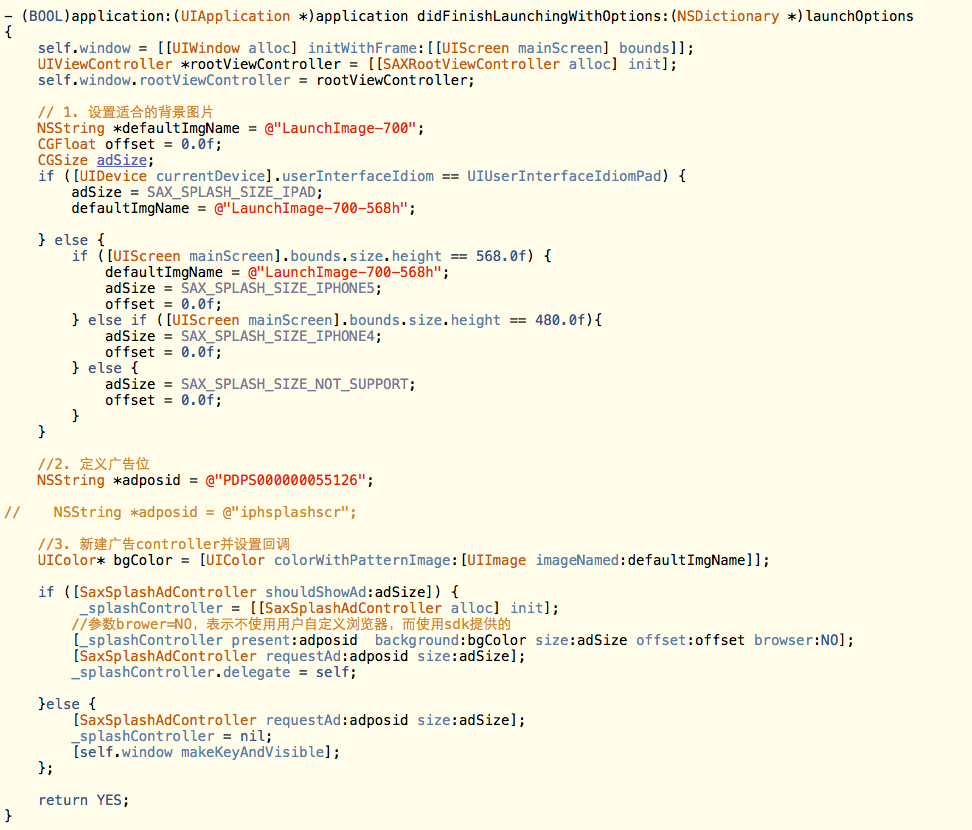 - (BOOL)application:(UIApplication *)application didFinishLaunchingWithOptions:(NSDictionary *)launchOptions
{
    self.window = [[UIWindow alloc] initWithFrame:[[UIScreen mainScreen] bounds]];
    UIViewController *rootViewController = [[SAXRootViewController alloc] init];
    self.window.rootViewController = rootViewController;

    // 1. 设置适合的背景图片
    NSString *defaultImgName = @"LaunchImage-700";
    CGFloat offset = 0.0f;
    CGSize adSize;
    if ([UIDevice currentDevice].userInterfaceIdiom == UIUserInterfaceIdiomPad) {
        adSize = SAX_SPLASH_SIZE_IPAD;
        defaultImgName = @"LaunchImage-700-568h";

    } else {
        if ([UIScreen mainScreen].bounds.size.height == 568.0f) {
            defaultImgName = @"LaunchImage-700-568h";
            adSize = SAX_SPLASH_SIZE_IPHONE5;
            offset = 0.0f;
        } else if ([UIScreen mainScreen].bounds.size.height == 480.0f){
            adSize = SAX_SPLASH_SIZE_IPHONE4;
            offset = 0.0f;
        } else {
            adSize = SAX_SPLASH_SIZE_NOT_SUPPORT;
            offset = 0.0f;
        }
    }

    //2. 定义广告位
    NSString *adposid = @"PDPS000000055126";

//    NSString *adposid = @"iphsplashscr";

    //3. 新建广告controller并设置回调
    UIColor* bgColor = [UIColor colorWithPatternImage:[UIImage imageNamed:defaultImgName]];

    if ([SaxSplashAdController shouldShowAd:adSize]) {
        _splashController = [[SaxSplashAdController alloc] init];
        //参数brower=NO，表示不使用用户自定义浏览器，而使用sdk提供的
        [_splashController present:adposid  background:bgColor size:adSize offset:offset browser:NO];
        [SaxSplashAdController requestAd:adposid size:adSize];
        _splashController.delegate = self;

    }else {
        [SaxSplashAdController requestAd:adposid size:adSize];
        _splashController = nil;
        [self.window makeKeyAndVisible];
    };

    return YES;
}